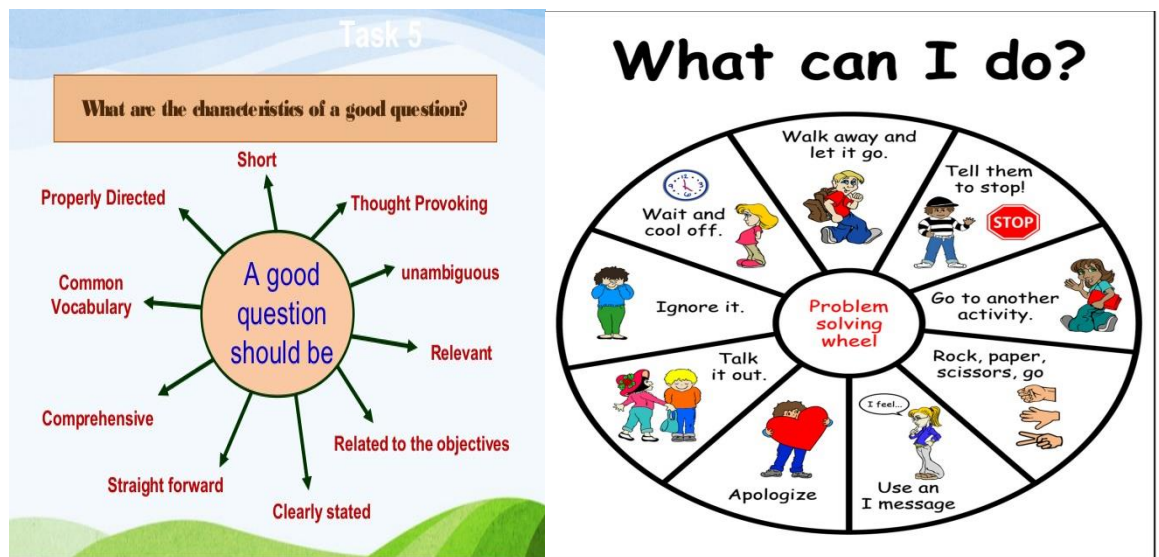 Task 5
What are the characteristics of a good question?
Short
Properly Directed
Thought Provoking
Common
Vocabulary
unambiguous
A good
question
should be
Relevant
Comprehensive
Related to the objectives
Straight forward
Clearly stated
What can I do?
Walk away and
let it go.
Tell them
to stop!
STOP
Wait and
cool off.
Go to another
activity.
Ignore it.
Problem
solving
wheel
Rock, paper,
scissors, go
Talk
it out.
I feel...
Use an
I message
Apologize